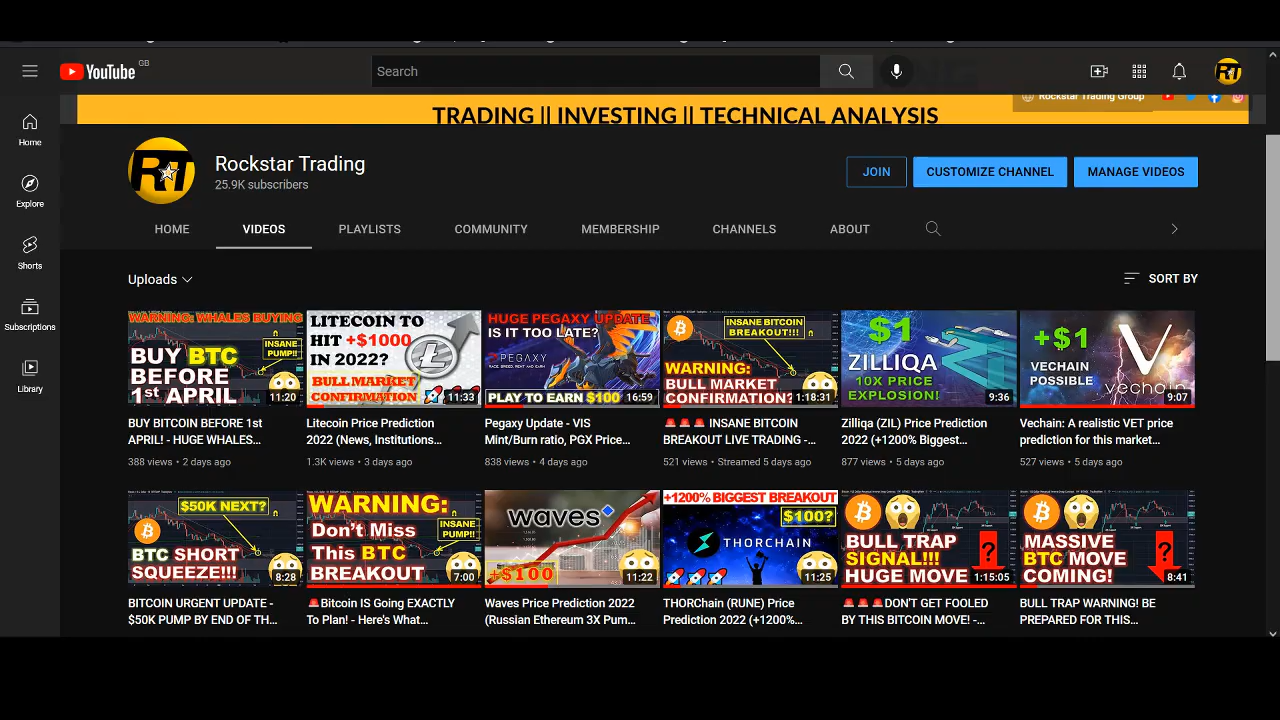 YouTube GB
Search
Rockstar Trading Group
TRADING || INVESTING || TECHNICAL ANALYSIS
RT
Rockstar Trading
25.9K subscribers
JOIN
CUSTOMIZE CHANNEL
MANAGE VIDEOS
HOME
VIDEOS
PLAYLISTS
COMMUNITY
MEMBERSHIP
CHANNELS
ABOUT
Home
Explore
Shorts
Subscriptions
Library
Uploads
SORT BY
WARNING: WHALES BUYING
INSANE
PUMP!!
BUY BTC
BEFORE
1st APRIL
11:20
BUY BITCOIN BEFORE 1st
APRIL! - HUGE WHALES...
388 views • 2 days ago
LITECOIN TO
HIT +$1000
IN 2022?
BULL MARKET
CONFIRMATION
11:33
Litecoin Price Prediction
2022 (News, Institutions...
1.3K views • 3 days ago
HUGE PEGAXY UPDATE
IS IT TOO LATE?
PEGAXY
RACE, BREED, RENT AND EARN
PLAY TO EARN $100
16:59
Pegaxy Update - VIS
Mint/Burn ratio, PGX Price...
838 views • 4 days ago
INSANE BITCOIN
BREAKOUT!!!
WARNING:
BULL MARKET
CONFIRMATION?
1:18:31
🚨🚨🚨 INSANE BITCOIN
BREAKOUT LIVE TRADING -...
521 views • Streamed 5 days ago
$1
ZILLIQA
10X PRICE
EXPLOSION!
9:36
Zilliqa (ZIL) Price Prediction
2022 (+1200% Biggest...
877 views • 5 days ago
+$1
VECHAIN
POSSIBLE
vechain
9:07
Vechain: A realistic VET price
prediction for this market...
527 views • 5 days ago
$50K NEXT?
BTC SHORT
SQUEEZE!!!
8:28
BITCOIN URGENT UPDATE -
$50K PUMP BY END OF TH...
WARNING:
Don't Miss
This BTC
BREAKOUT
INSANE
PUMP!!
7:00
🚨Bitcoin IS Going EXACTLY
To Plan! - Here's What...
waves
+$100
11:22
Waves Price Prediction 2022
(Russian Ethereum 3X Pum...
+1200% BIGGEST BREAKOUT
$100?
THORCHAIN
11:25
THORChain (RUNE) Price
Prediction 2022 (+1200%...
BULL TRAP
SIGNAL!!!
HUGE MOVE
?
1:15:05
🚨🚨🚨DON'T GET FOOLED
BY THIS BITCOIN MOVE! -...
MASSIVE
BTC MOVE
COMING!
?
8:41
BULL TRAP WARNING! BE
PREPARED FOR THIS...